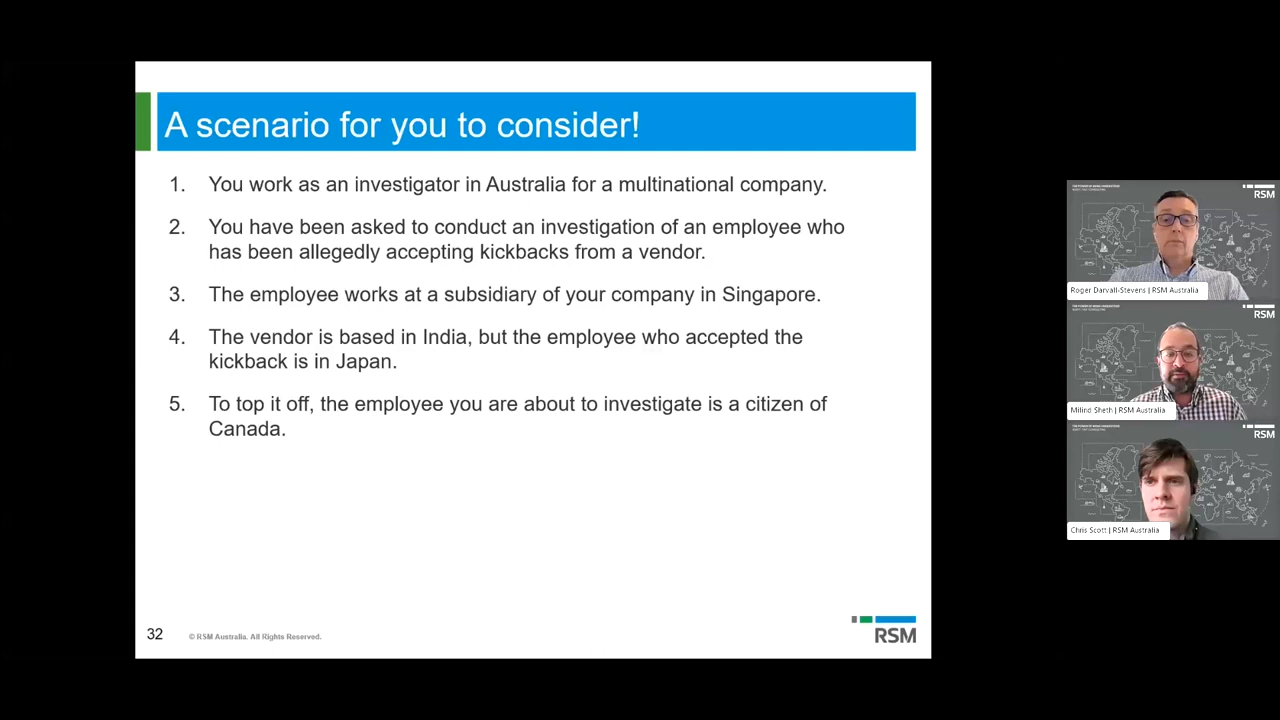 A scenario for you to consider!
1. You work as an investigator in Australia for a multinational company.
2. You have been asked to conduct an investigation of an employee who
has been allegedly accepting kickbacks from a vendor.
3. The employee works at a subsidiary of your company in Singapore.
4. The vendor is based in India, but the employee who accepted the
kickback is in Japan.
5. To top it off, the employee you are about to investigate is a citizen of
Canada.
32
© RSM Australia. All Rights Reserved.
RSM
RSM
Roger Darvall-Stevens | RSM Australia
RSM
Milind Sheth | RSM Australia
RSM
Chris Scott | RSM Australia